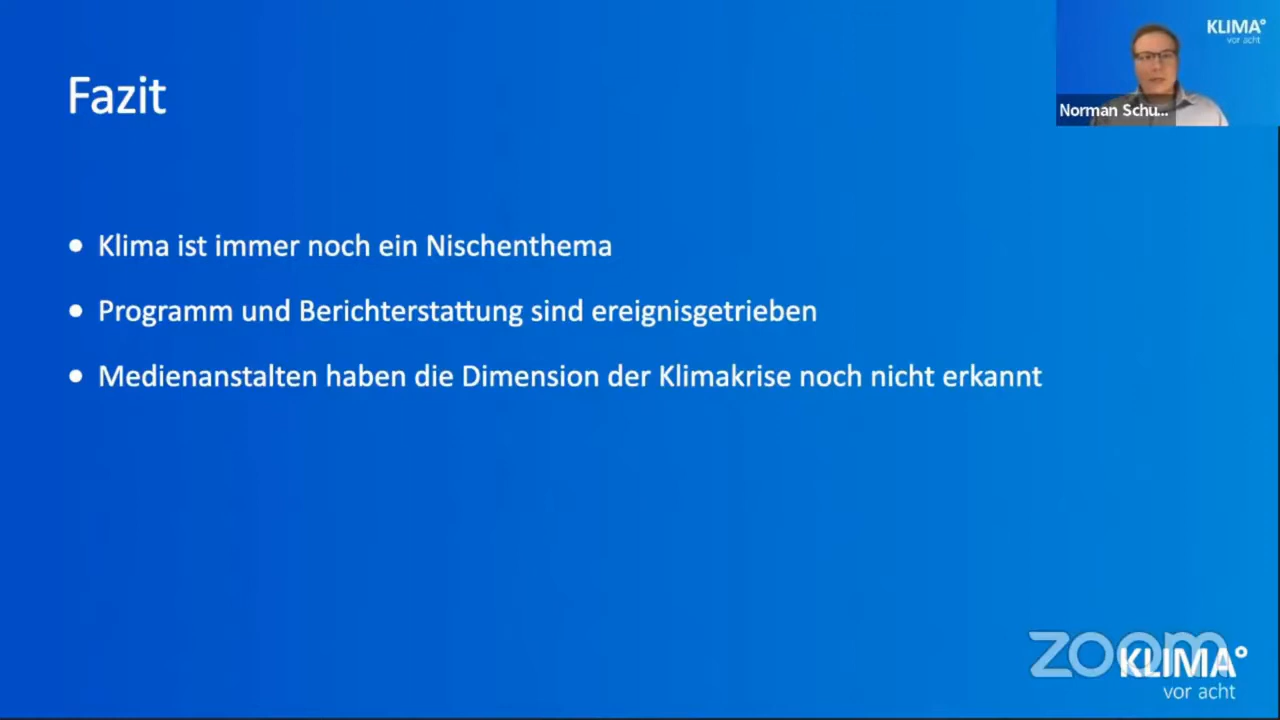 KLIMA°
vor acht
Norman Schu...
Fazit
• Klima ist immer noch ein Nischenthema
• Programm und Berichterstattung sind ereignisgetrieben
• Medienanstalten haben die Dimension der Klimakrise noch nicht erkannt
zoom
KLIMA°
vor acht